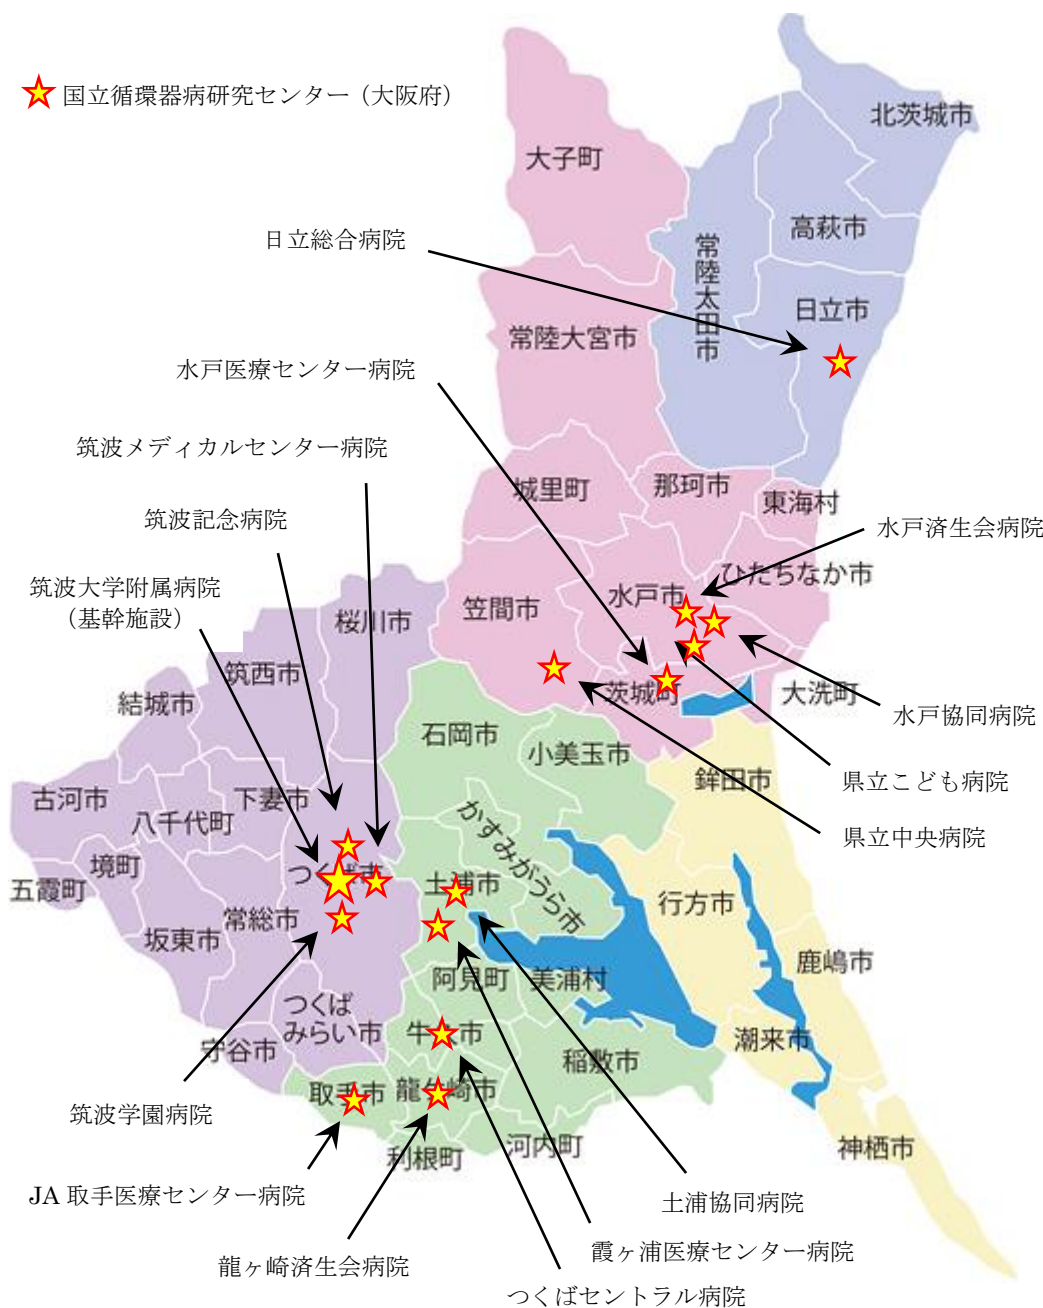 国立循環器病研究センター（大阪府）
北茨城市
大子町
高萩市
日立総合病院
常陸太田市
日立市
常陸大宮市
水戸医療センター病院
筑波メディカルセンター病院
城里町
那珂市
東海村
筑波記念病院
水戸済生会病院
筑波大学附属病院
（基幹施設）
ひたちなか市
水戸市
笠間市
桜川市
筑西市
茨城町
大洗町
結城市
水戸協同病院
石岡市
小美玉市
鉾田市
県立こども病院
古河市
下妻市
八千代町
県立中央病院
かすみがうら市
境町
五霞町
つくば市
土浦市
行方市
常総市
坂東市
鹿嶋市
阿見町
美浦村
つくば
みらい市
守谷市
牛久市
潮来市
稲敷市
取手市
龍ヶ崎市
筑波学園病院
利根町
河内町
神栖市
JA 取手医療センター病院
土浦協同病院
龍ヶ崎済生会病院
霞ヶ浦医療センター病院
つくばセントラル病院